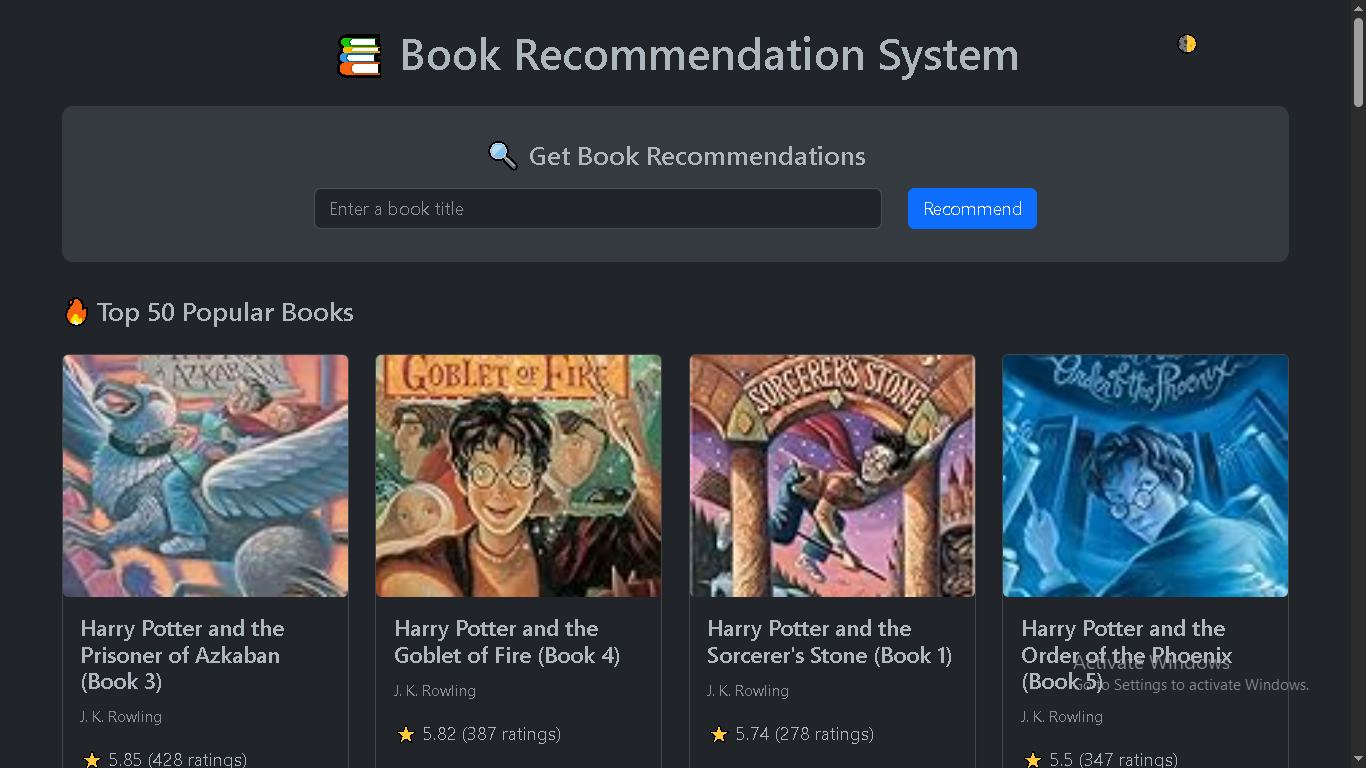 Book Recommendation System
Get Book Recommendations
Enter a book title
Recommend
Top 50 Popular Books
AZKABAN
GOBLET OF FIRE
SORCERER'S STONE
Order of the Phoenix
Harry Potter and the
Prisoner of Azkaban
(Book 3)
J. K. Rowling
5.85 (428 ratings)
Harry Potter and the
Goblet of Fire (Book 4)
J. K. Rowling
5.82 (387 ratings)
Harry Potter and the
Sorcerer's Stone (Book 1)
J. K. Rowling
5.74 (278 ratings)
Harry Potter and the
Order of the Phoenix
(Book 5)
J. K. Rowling
5.5 (347 ratings)
Activate Windows
Go to Settings to activate Windows.